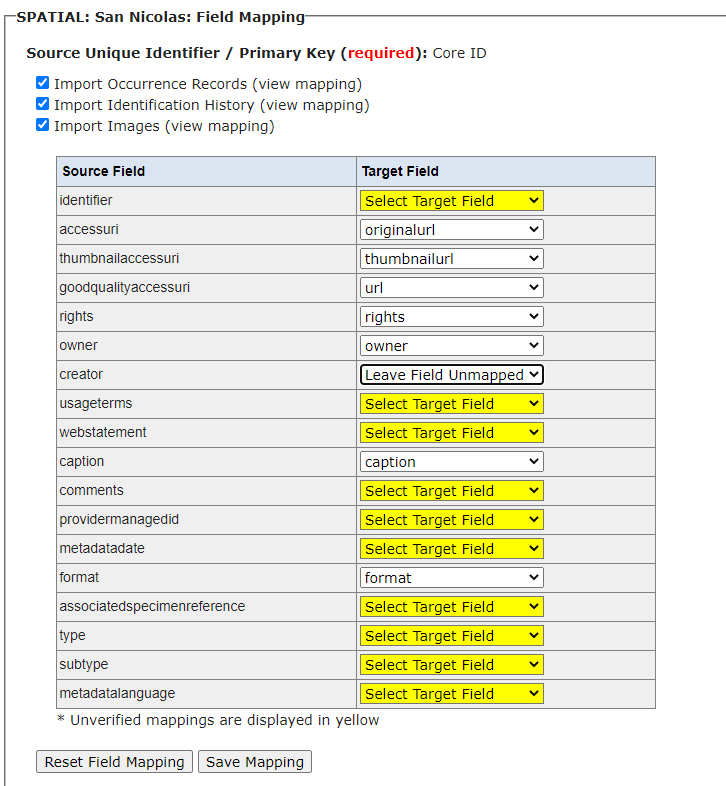 SPATIAL: San Nicolas: Field Mapping
Source Unique Identifier / Primary Key (required): Core ID
Import Occurrence Records (view mapping)
Import Identification History (view mapping)
Import Images (view mapping)
Source Field Target Field
identifier Select Target Field
accessuri originalurl
thumbnailaccessuri thumbnailurl
goodqualityaccessuri url
rights rights
owner owner
creator Leave Field Unmapped
usageterms Select Target Field
webstatement Select Target Field
caption caption
comments Select Target Field
providermanagedid Select Target Field
metadatadate Select Target Field
format format
associatedspecimenreference Select Target Field
type Select Target Field
subtype Select Target Field
metadatalanguage Select Target Field
* Unverified mappings are displayed in yellow
Reset Field Mapping Save Mapping